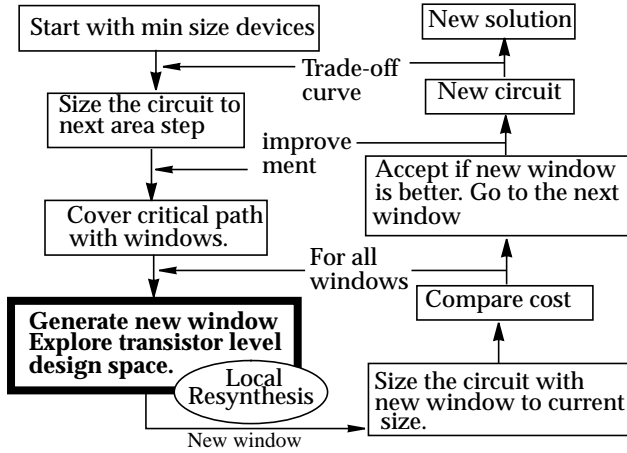 Start with min size devices
Size the circuit to
next area step
Cover critical path
with windows.
Generate new window
Explore transistor level
design space.
Local
Resynthesis
New window
Trade-off
curve
improve
ment
For all
windows
New solution
New circuit
Accept if new window
is better. Go to the next
window
Compare cost
Size the circuit with
new window to current
size.